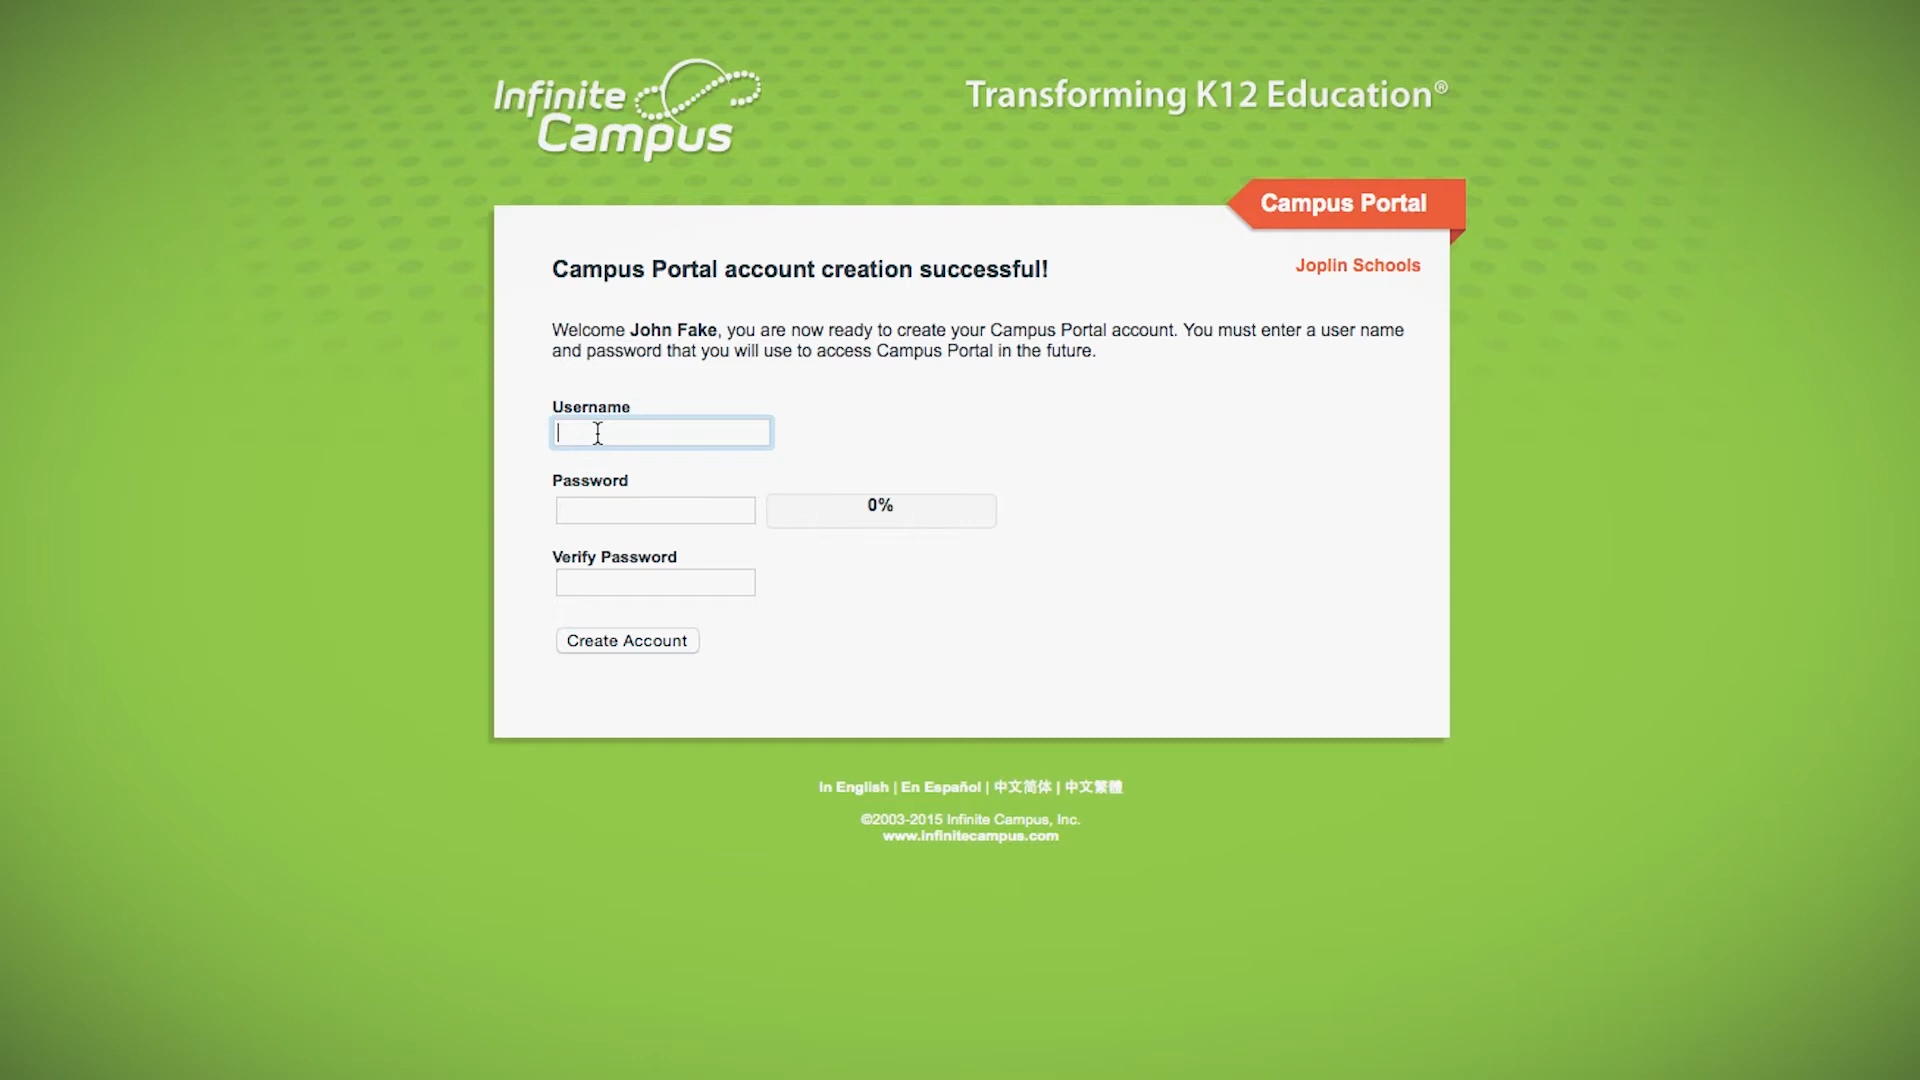 Infinite
Campus
Transforming K12 Education®
Campus Portal
Campus Portal account creation successful!
Joplin Schools
Welcome John Fake, you are now ready to create your Campus Portal account. You must enter a user name
and password that you will use to access Campus Portal in the future.
Username
Password
0%
Verify Password
Create Account
In English | En Español | 中文简体 | 中文繁體
©2003-2015 Infinite Campus, Inc.
www.infinitecampus.com